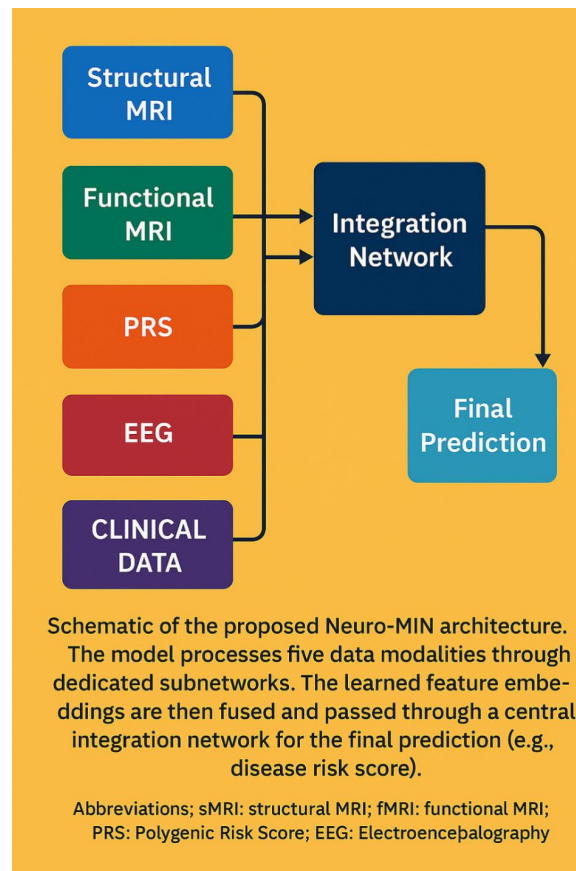 Structural
MRI
Functional
MRI
PRS
EEG
CLINICAL
DATA
Integration
Network
Final
Prediction
Schematic of the proposed Neuro-MIN architecture.
The model processes five data modalities through
dedicated subnetworks. The learned feature embe-
ddings are then fused and passed through a central
integration network for the final prediction (e.g.,
disease risk score).
Abbreviations; sMRI: structural MRI; fMRI: functional MRI;
PRS: Polygenic Risk Score; EEG: Electroenceþalography